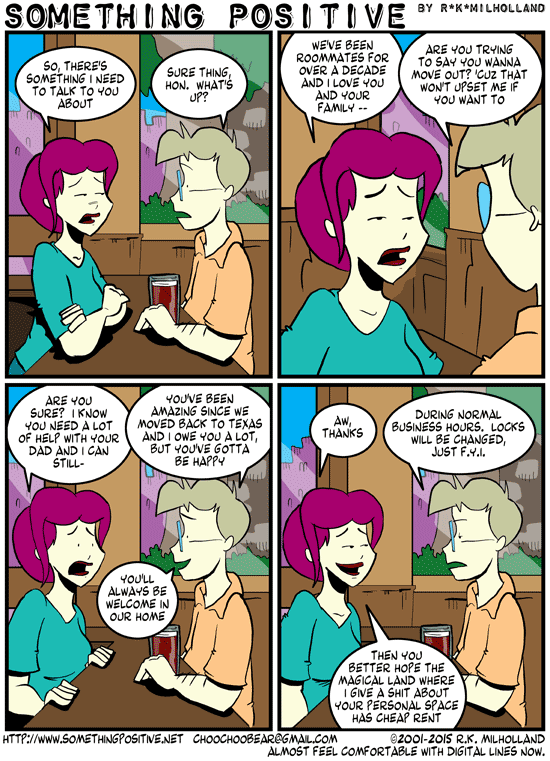 SOMETHING POSITIVE BY R*K*MILHOLLAND
SO, THERE'S
SOMETHING I NEED
TO TALK TO YOU
ABOUT
SURE THING,
HON. WHAT'S
UP?
WE'VE BEEN
ROOMMATES FOR
OVER A DECADE
AND I LOVE YOU
AND YOUR
FAMILY --
ARE YOU TRYING
TO SAY YOU WANNA
MOVE OUT? 'CUZ THAT
WON'T UPSET ME IF
YOU WANT TO
ARE YOU
SURE? I KNOW
YOU NEED A LOT
OF HELP WITH YOUR
DAD AND I CAN
STILL-
YOU'VE BEEN
AMAZING SINCE WE
MOVED BACK TO TEXAS
AND I OWE YOU A LOT,
BUT YOU'VE GOTTA
BE HAPPY
YOU'LL
ALWAYS BE
WELCOME IN
OUR HOME
AW,
THANKS
DURING NORMAL
BUSINESS HOURS. LOCKS
WILL BE CHANGED,
JUST F.Y.I.
THEN YOU
BETTER HOPE THE
MAGICAL LAND WHERE
I GIVE A SHIT ABOUT
YOUR PERSONAL SPACE
HAS CHEAP RENT
HTTP://WWW.SOMETHINGPOSITIVE.NET CHOOCHOOBEAR@GMAIL.COM ©2001-2015 R.K. MILHOLLAND
ALMOST FEEL COMFORTABLE WITH DIGITAL LINES NOW.